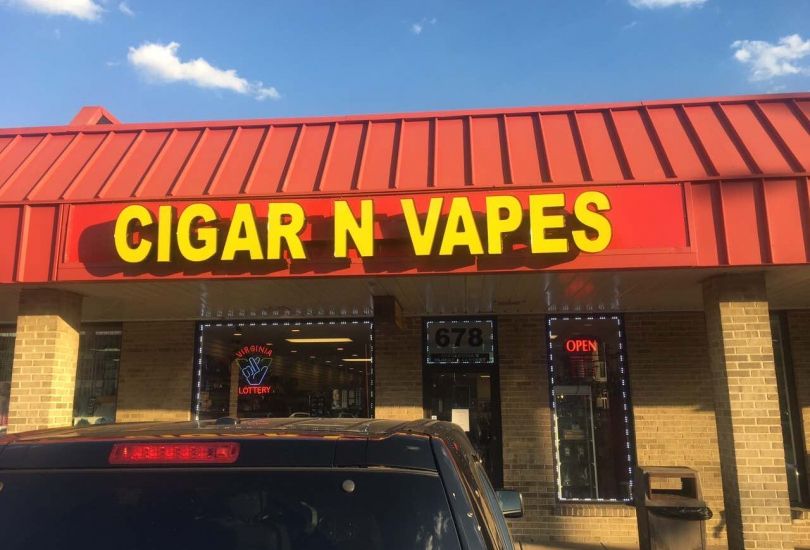 CIGAR N VAPES
678
VIRGINIA
LOTTERY
OPEN